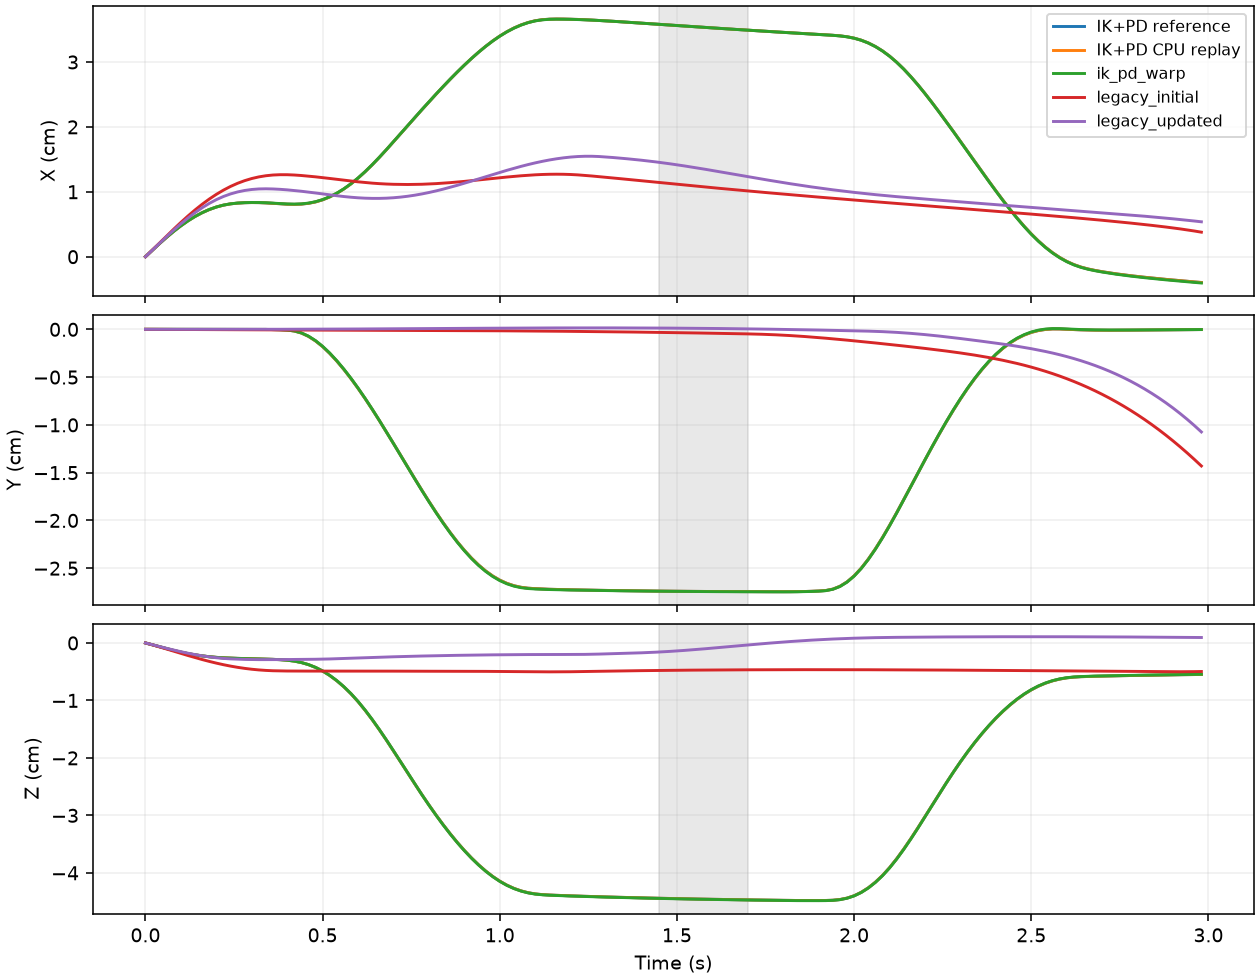 X (cm)
3
2
1
0
IK+PD reference
IK+PD CPU replay
ik_pd_warp
legacy_initial
legacy_updated
Y (cm)
0.0
−0.5
−1.0
−1.5
−2.0
−2.5
Z (cm)
0
−1
−2
−3
−4
0.0 0.5 1.0 1.5 2.0 2.5 3.0
Time (s)